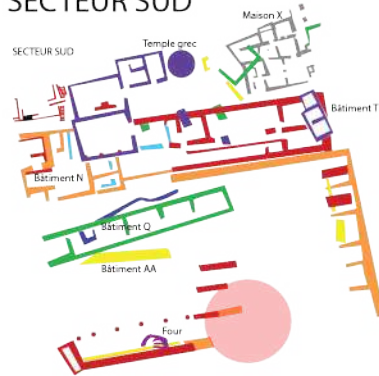 SECTEUR SUD
Maison X
Temple grec
SECTEUR SUD
Bâtiment T
Bâtiment N
Bâtiment Q
Bâtiment AA
Four